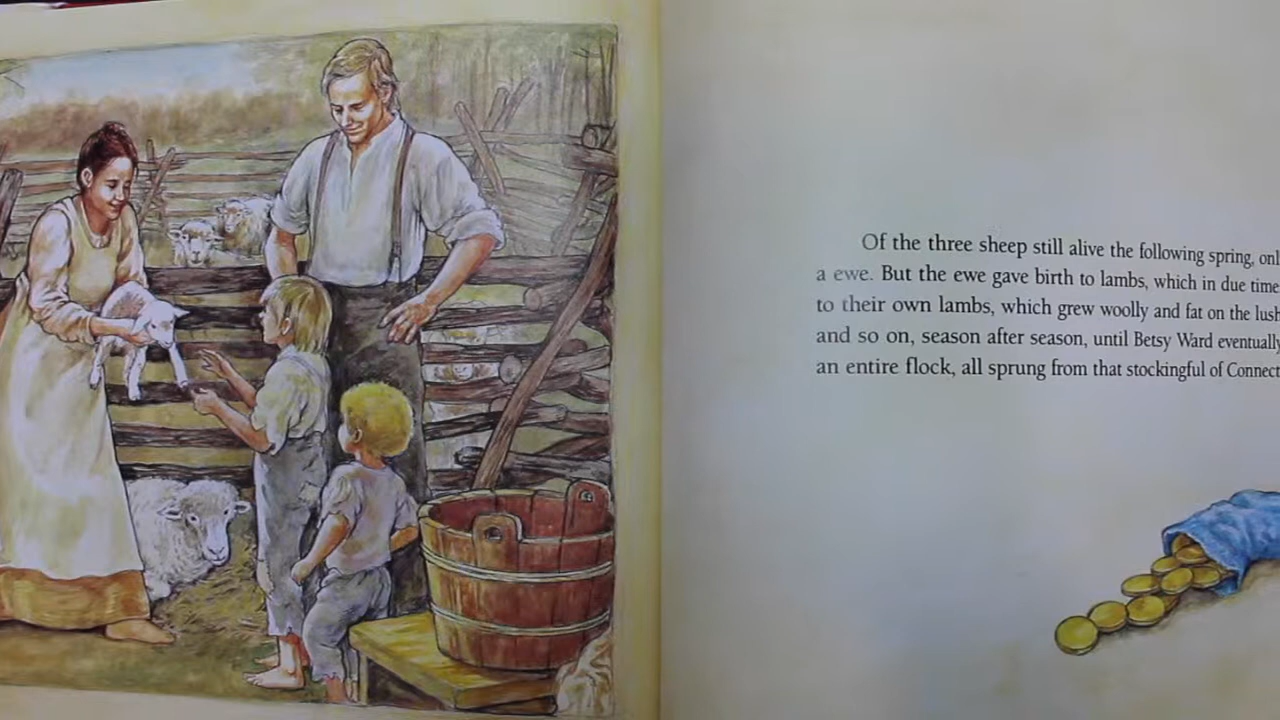 Of the three sheep still alive the following spring,
a ewe. But the ewe gave birth to lambs, which in due time
to their own lambs, which grew woolly and fat on the lush
and so on, season after season, until Betsy Ward eventually
an entire flock, all sprung from that stockingful of